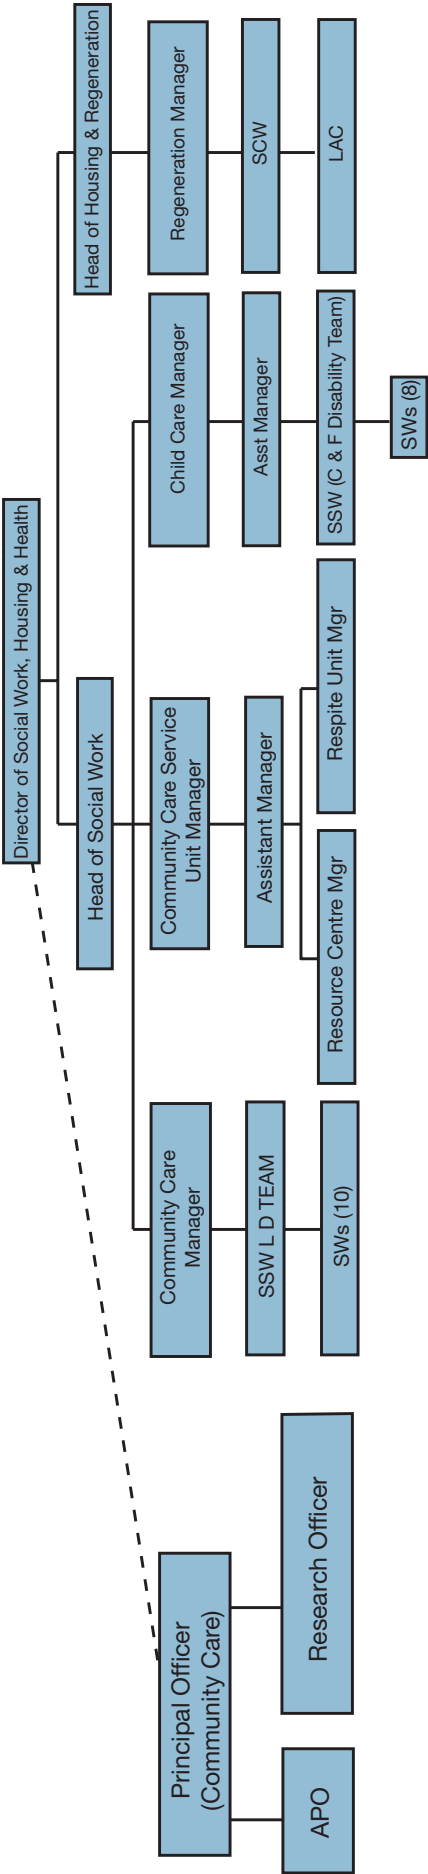 Director of Social Work, Housing & Health
Head of Social Work
Head of Housing & Regeneration
Principal Officer
(Community Care)
Community Care
Manager
Community Care Service
Unit Manager
Child Care Manager
Regeneration Manager
SSW L D TEAM
Assistant Manager
Asst Manager
SCW
APO
Research Officer
SWs (10)
Resource Centre Mgr
Respite Unit Mgr
SSW (C & F Disability Team)
LAC
SWs (8)